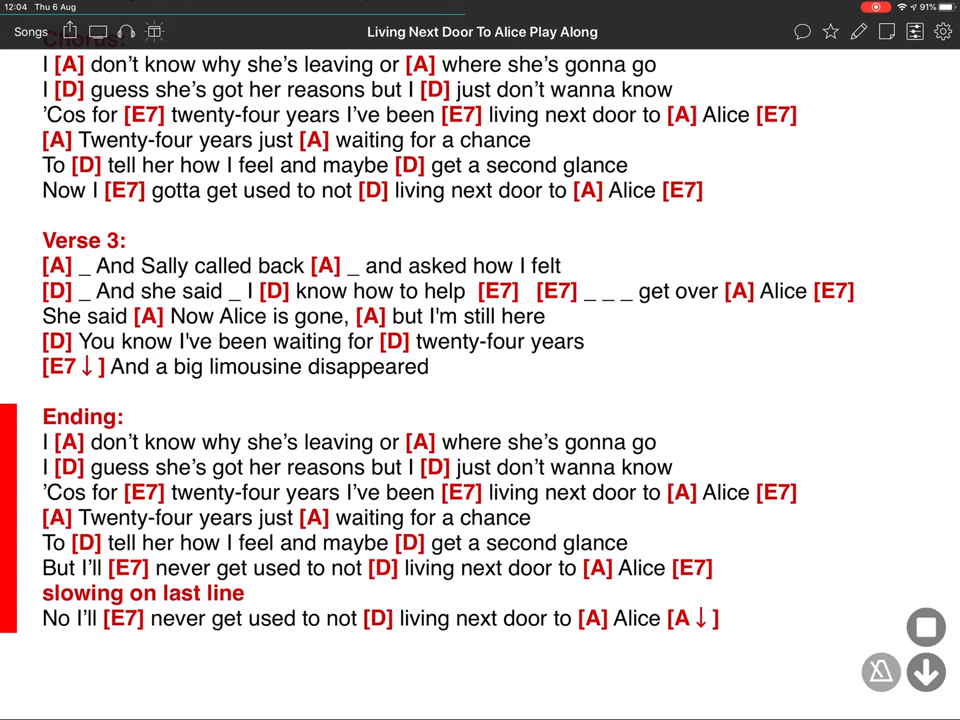 12:04 Thu 6 Aug 91%
Songs Living Next Door To Alice Play Along
Chorus:
I [A] don’t know why she’s leaving or [A] where she’s gonna go
I [D] guess she’s got her reasons but I [D] just don’t wanna know
’Cos for [E7] twenty-four years I’ve been [E7] living next door to [A] Alice [E7]
[A] Twenty-four years just [A] waiting for a chance
To [D] tell her how I feel and maybe [D] get a second glance
Now I [E7] gotta get used to not [D] living next door to [A] Alice [E7]
Verse 3:
[A] _ And Sally called back [A] _ and asked how I felt
[D] _ And she said _ I [D] know how to help [E7] [E7] _ _ _ get over [A] Alice [E7]
She said [A] Now Alice is gone, [A] but I'm still here
[D] You know I've been waiting for [D] twenty-four years
[E7 ↓ ] And a big limousine disappeared
Ending:
I [A] don’t know why she’s leaving or [A] where she’s gonna go
I [D] guess she’s got her reasons but I [D] just don’t wanna know
’Cos for [E7] twenty-four years I’ve been [E7] living next door to [A] Alice [E7]
[A] Twenty-four years just [A] waiting for a chance
To [D] tell her how I feel and maybe [D] get a second glance
But I’ll [E7] never get used to not [D] living next door to [A] Alice [E7]
slowing on last line
No I’ll [E7] never get used to not [D] living next door to [A] Alice [A ↓ ]